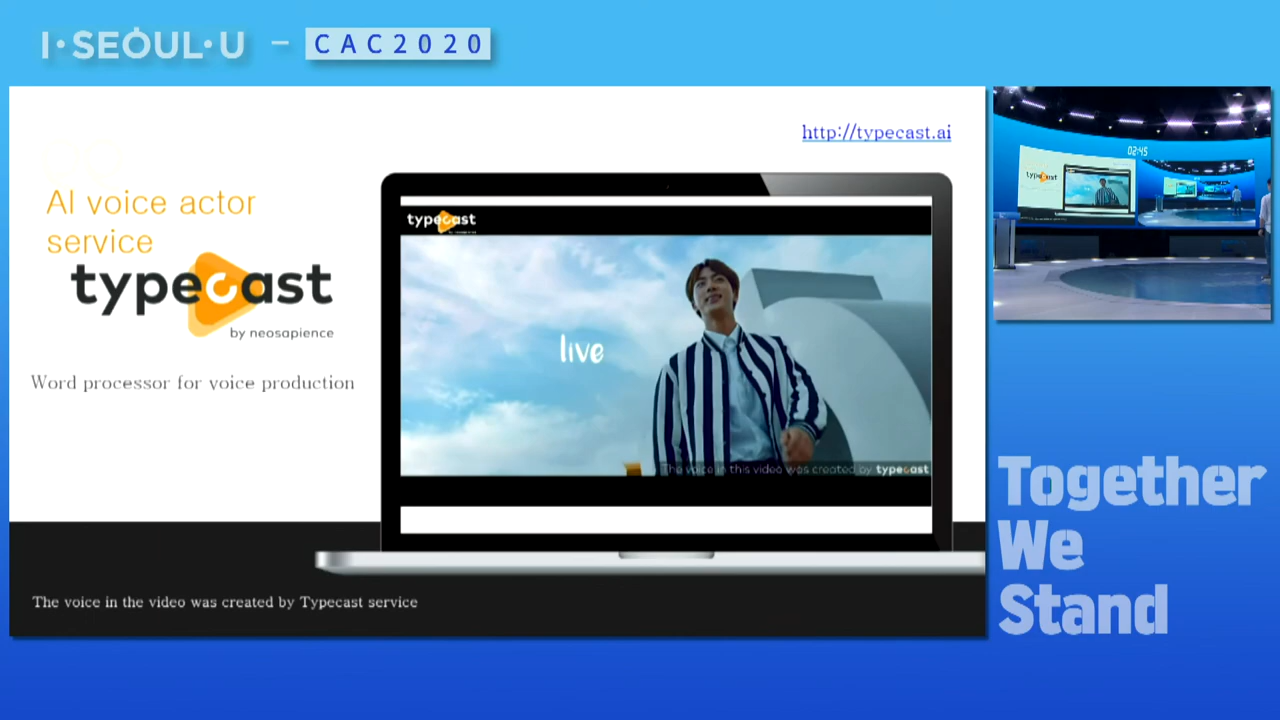 I·SEOUL·U – CAC2020
http://typecast.ai
AI voice actor
service
typecast
by neosapience
Word processor for voice production
typecast
live
The voice in this video was created by typecast
The voice in the video was created by Typecast service
02:45
typecast
Together
We
Stand